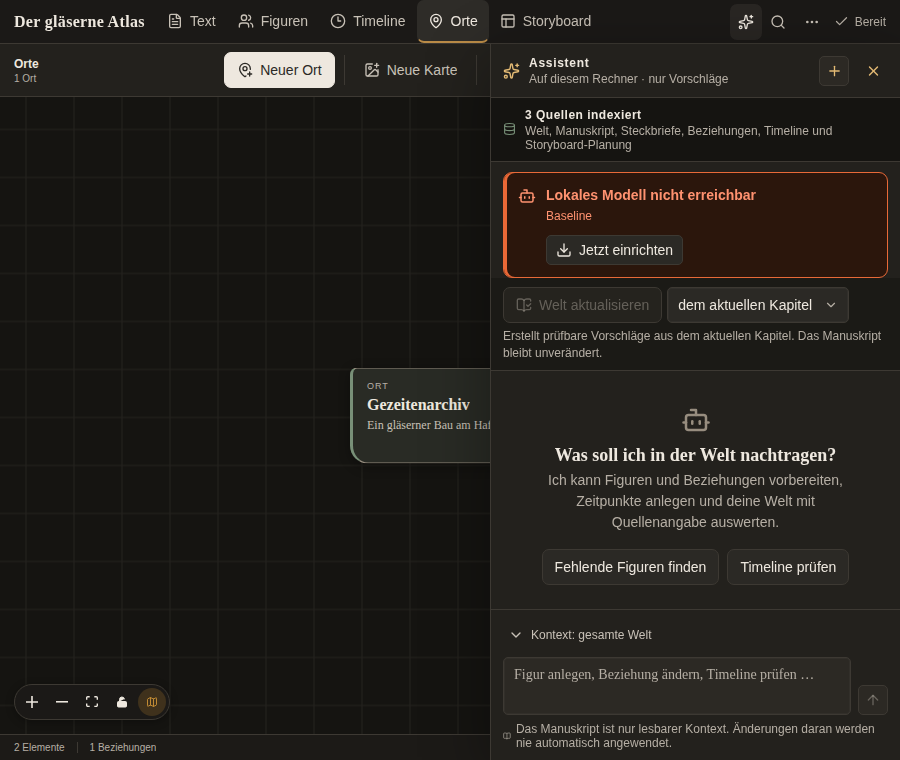 Der gläserne Atlas
Text
Figuren
Timeline
Orte
Storyboard
Bereit
Orte
1 Ort
Neuer Ort
Neue Karte
Assistent
Auf diesem Rechner · nur Vorschläge
3 Quellen indexiert
Welt, Manuskript, Steckbriefe, Beziehungen, Timeline und
Storyboard-Planung
Lokales Modell nicht erreichbar
Baseline
Jetzt einrichten
Welt aktualisieren
dem aktuellen Kapitel
Erstellt prüfbare Vorschläge aus dem aktuellen Kapitel. Das Manuskript
bleibt unverändert.
ORT
Gezeitenarchiv
Ein gläserner Bau am
Was soll ich in der Welt nachtragen?
Ich kann Figuren und Beziehungen vorbereiten,
Zeitpunkte anlegen und deine Welt mit
Quellenangabe auswerten.
Fehlende Figuren finden
Timeline prüfen
Kontext: gesamte Welt
Figur anlegen, Beziehung ändern, Timeline prüfen …
Das Manuskript ist nur lesbarer Kontext. Änderungen daran werden
nie automatisch angewendet.
2 Elemente
1 Beziehungen